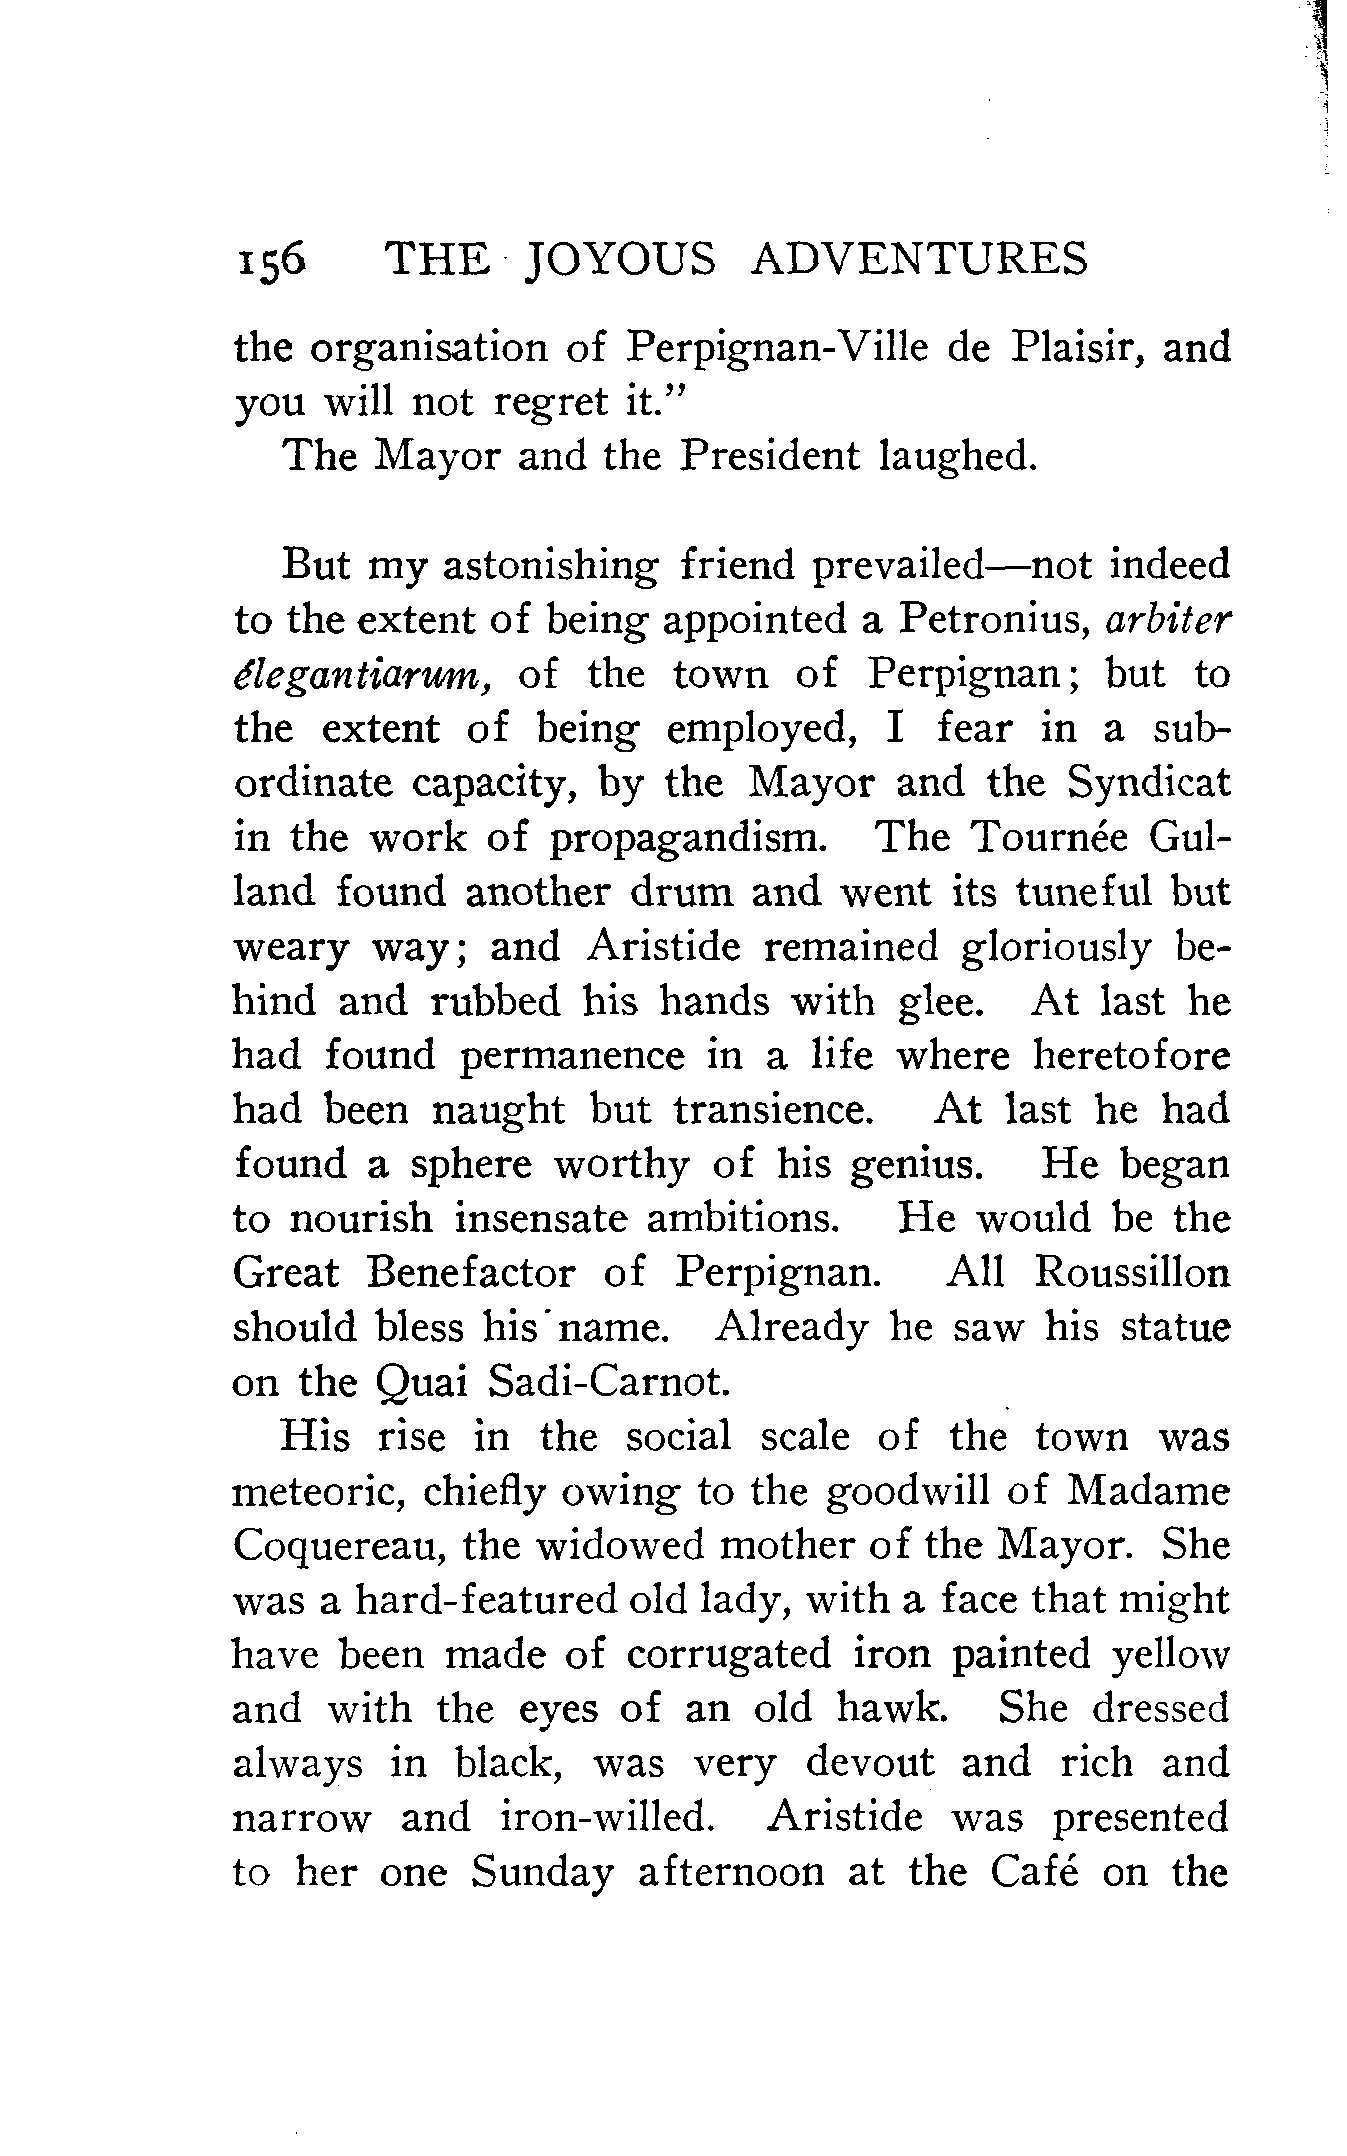 156 THE JOYOUS ADVENTURES
the organisation of Perpignan-Ville de Plaisir, and
you will not regret it.”
The Mayor and the President laughed.
But my astonishing friend prevailed—not indeed
to the extent of being appointed a Petronius, arbiter
élegantiarum, of the town of Perpignan; but to
the extent of being employed, I fear in a sub-
ordinate capacity, by the Mayor and the Syndicat
in the work of propagandism. The Tournée Gul-
land found another drum and went its tuneful but
weary way; and Aristide remained gloriously be-
hind and rubbed his hands with glee. At last he
had found permanence in a life where heretofore
had been naught but transience. At last he had
found a sphere worthy of his genius. He began
to nourish insensate ambitions. He would be the
Great Benefactor of Perpignan. All Roussillon
should bless his name. Already he saw his statue
on the Quai Sadi-Carnot.
His rise in the social scale of the town was
meteoric, chiefly owing to the goodwill of Madame
Coquereau, the widowed mother of the Mayor. She
was a hard-featured old lady, with a face that might
have been made of corrugated iron painted yellow
and with the eyes of an old hawk. She dressed
always in black, was very devout and rich and
narrow and iron-willed. Aristide was presented
to her one Sunday afternoon at the Café on the